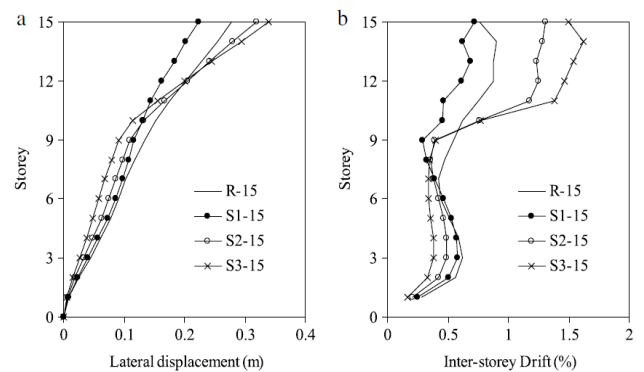 a
15
12
9
6
3
0
Storey
R-15
S1-15
S2-15
S3-15
0 0.1 0.2 0.3 0.4
Lateral displacement (m)
b
15
12
9
6
3
0
Storey
R-15
S1-15
S2-15
S3-15
0 0.5 1 1.5 2
Inter-storey Drift (%)